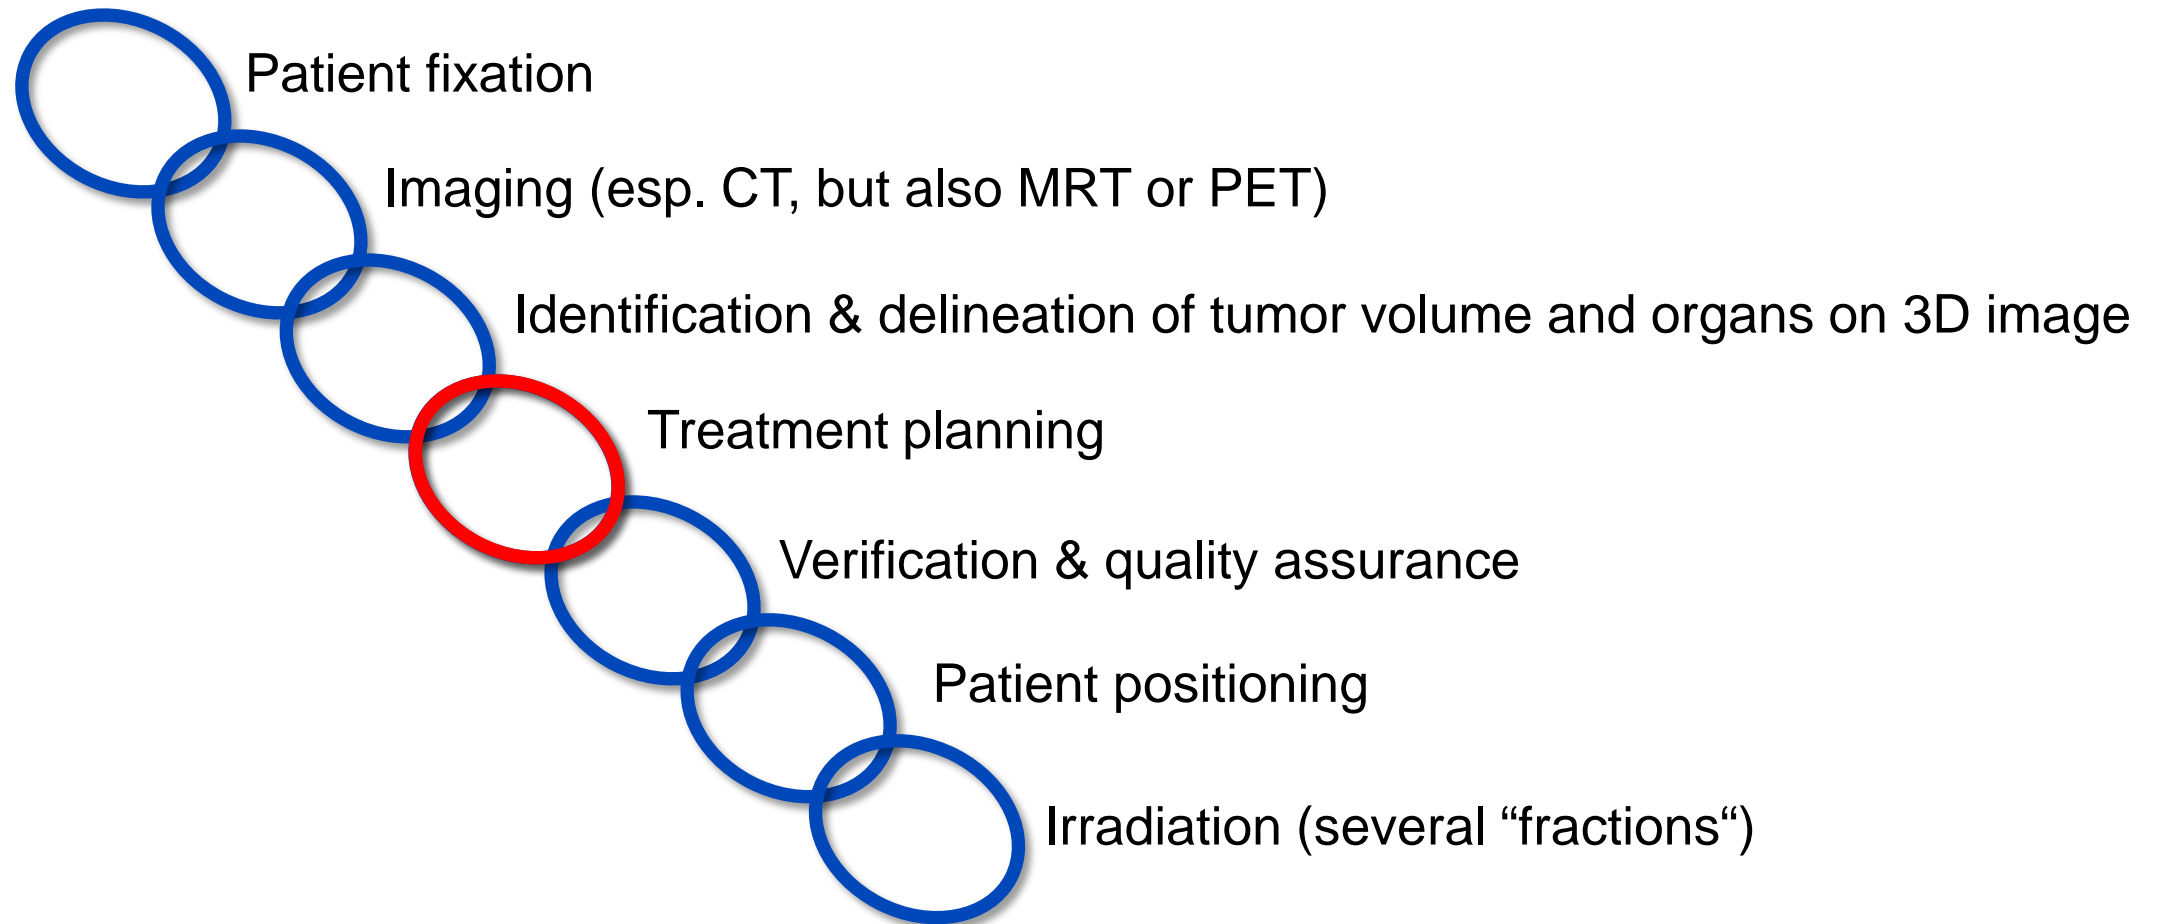 Patient fixation
Imaging (esp. CT, but also MRT or PET)
Identification & delineation of tumor volume and organs on 3D image
Treatment planning
Verification & quality assurance
Patient positioning
Irradiation (several “fractions“)